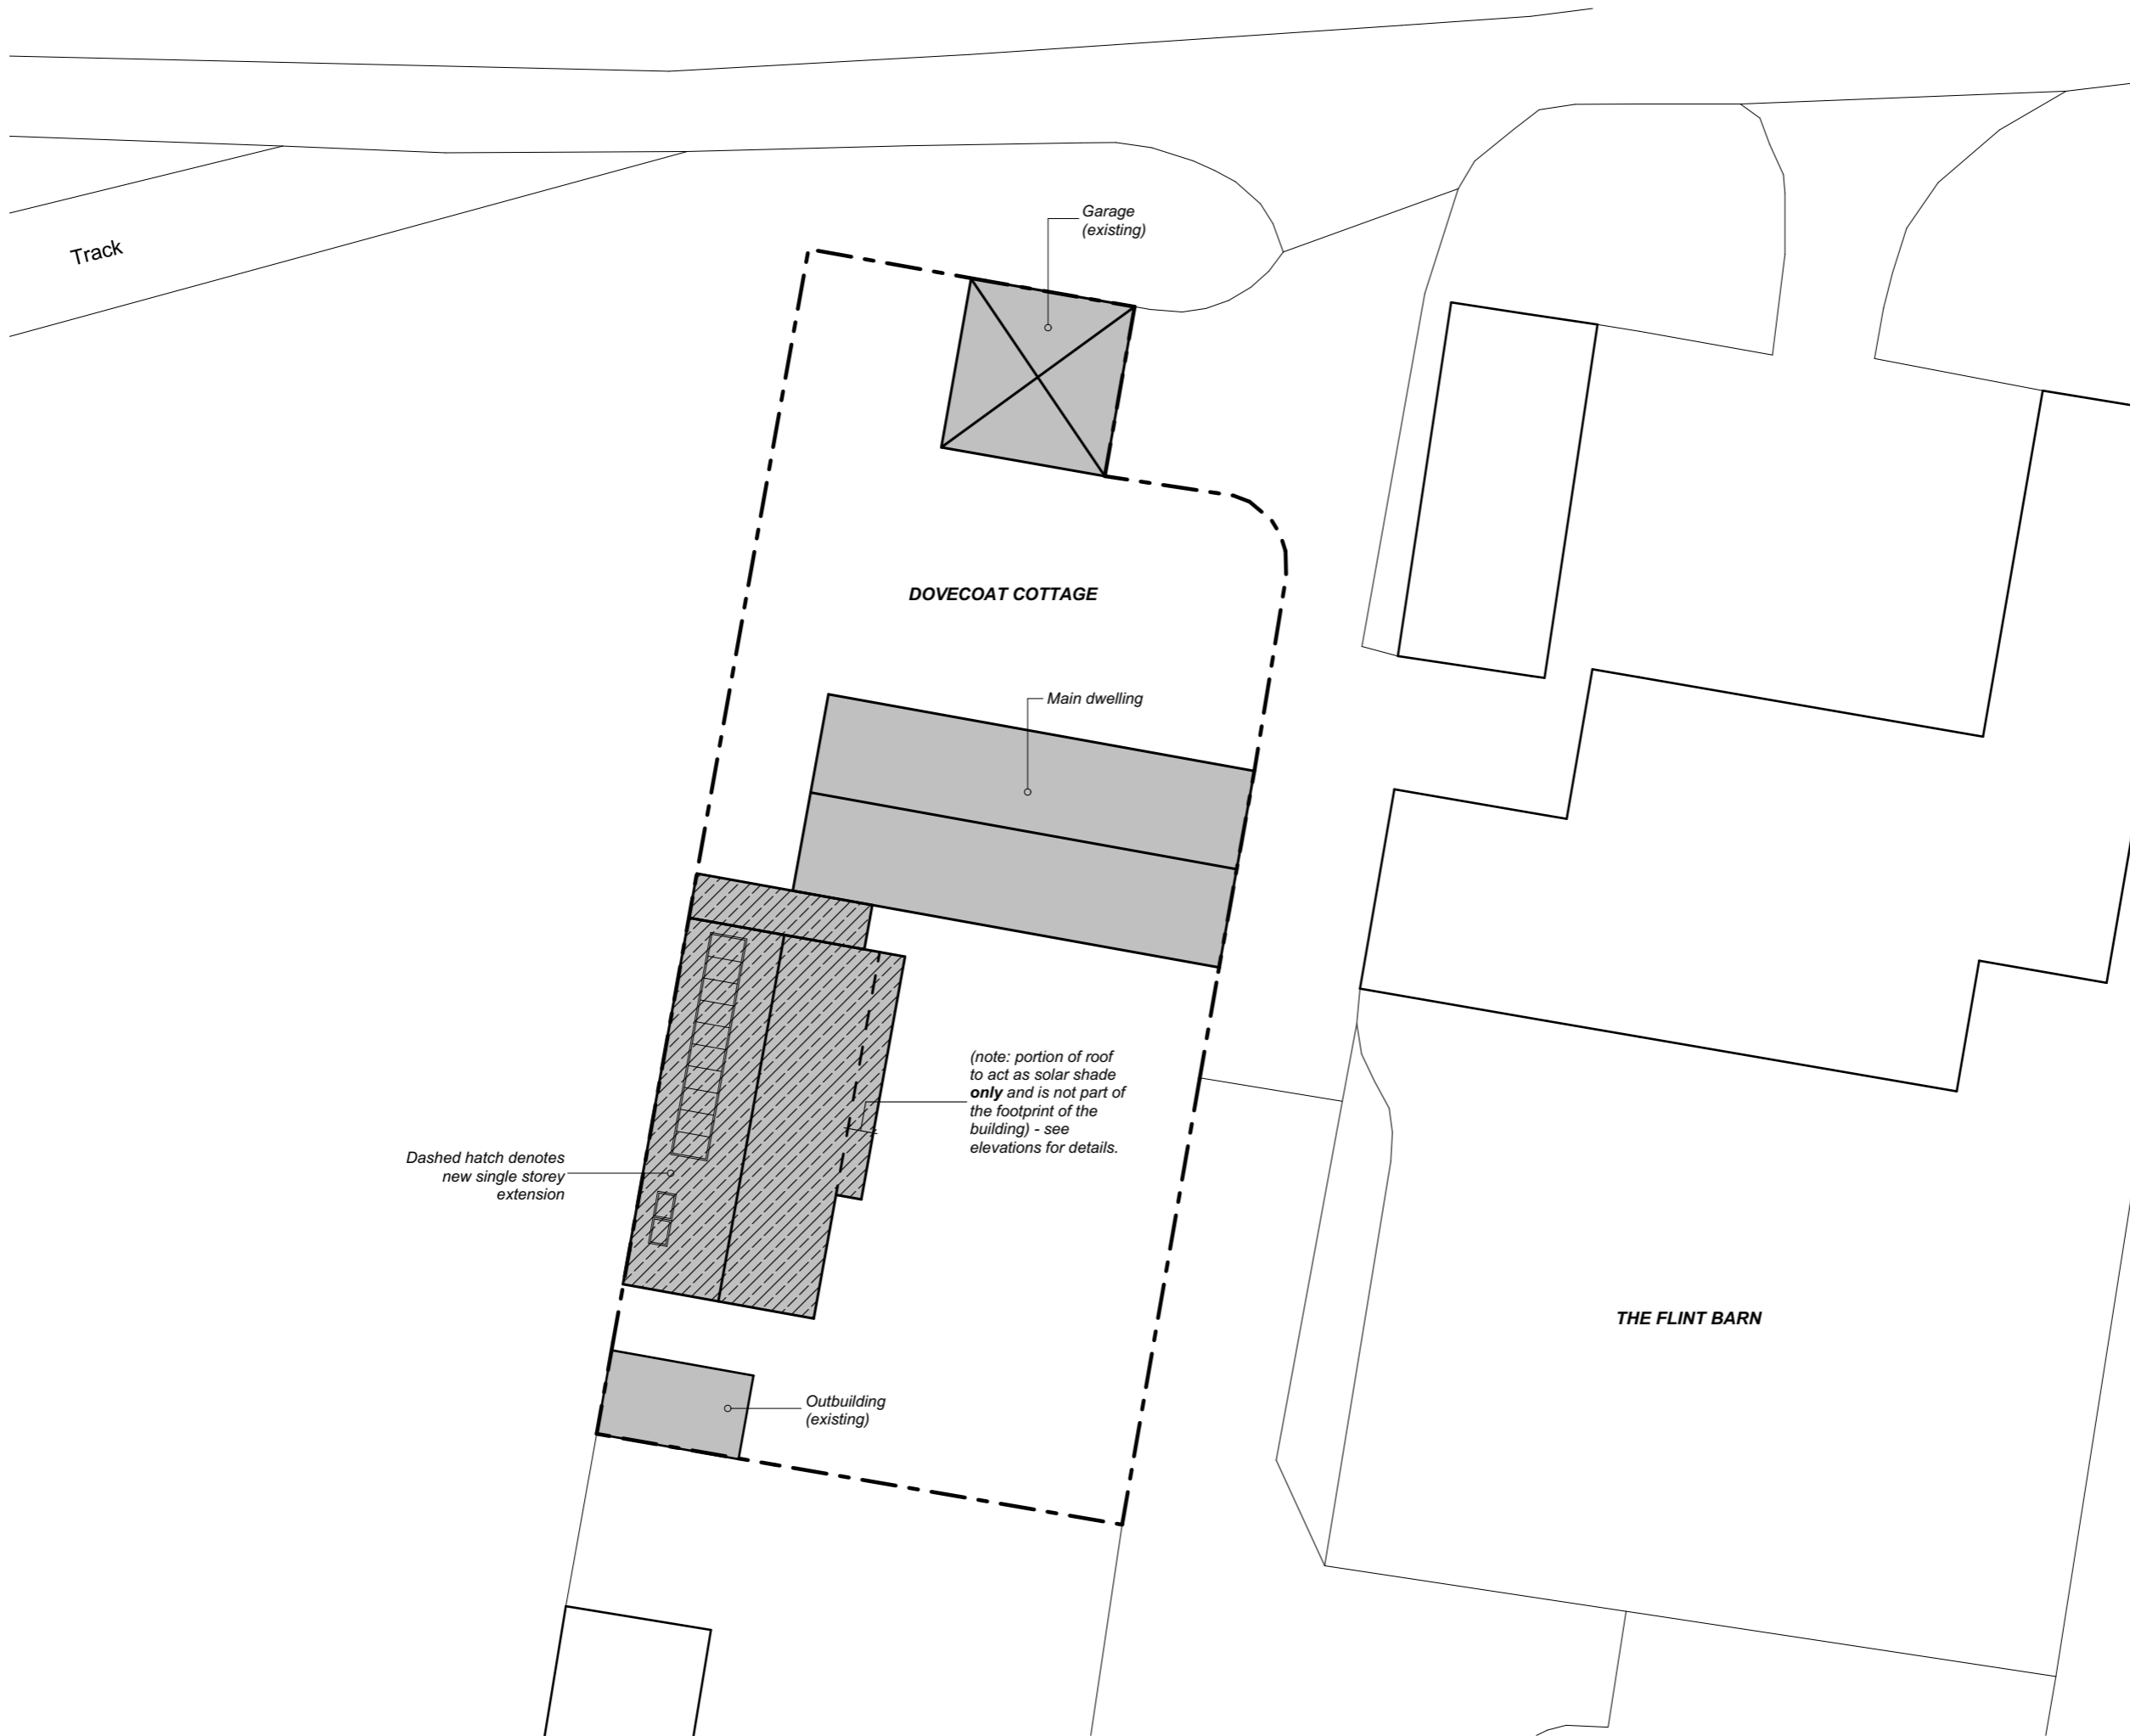 Garage
(existing)
Track
DOVECOAT COTTAGE
Main dwelling
(note: portion of roof
to act as solar shade
only and is not part of
the footprint of the
building) - see
elevations for details.
Dashed hatch denotes
new single storey
extension
THE FLINT BARN
Outbuilding
(existing)